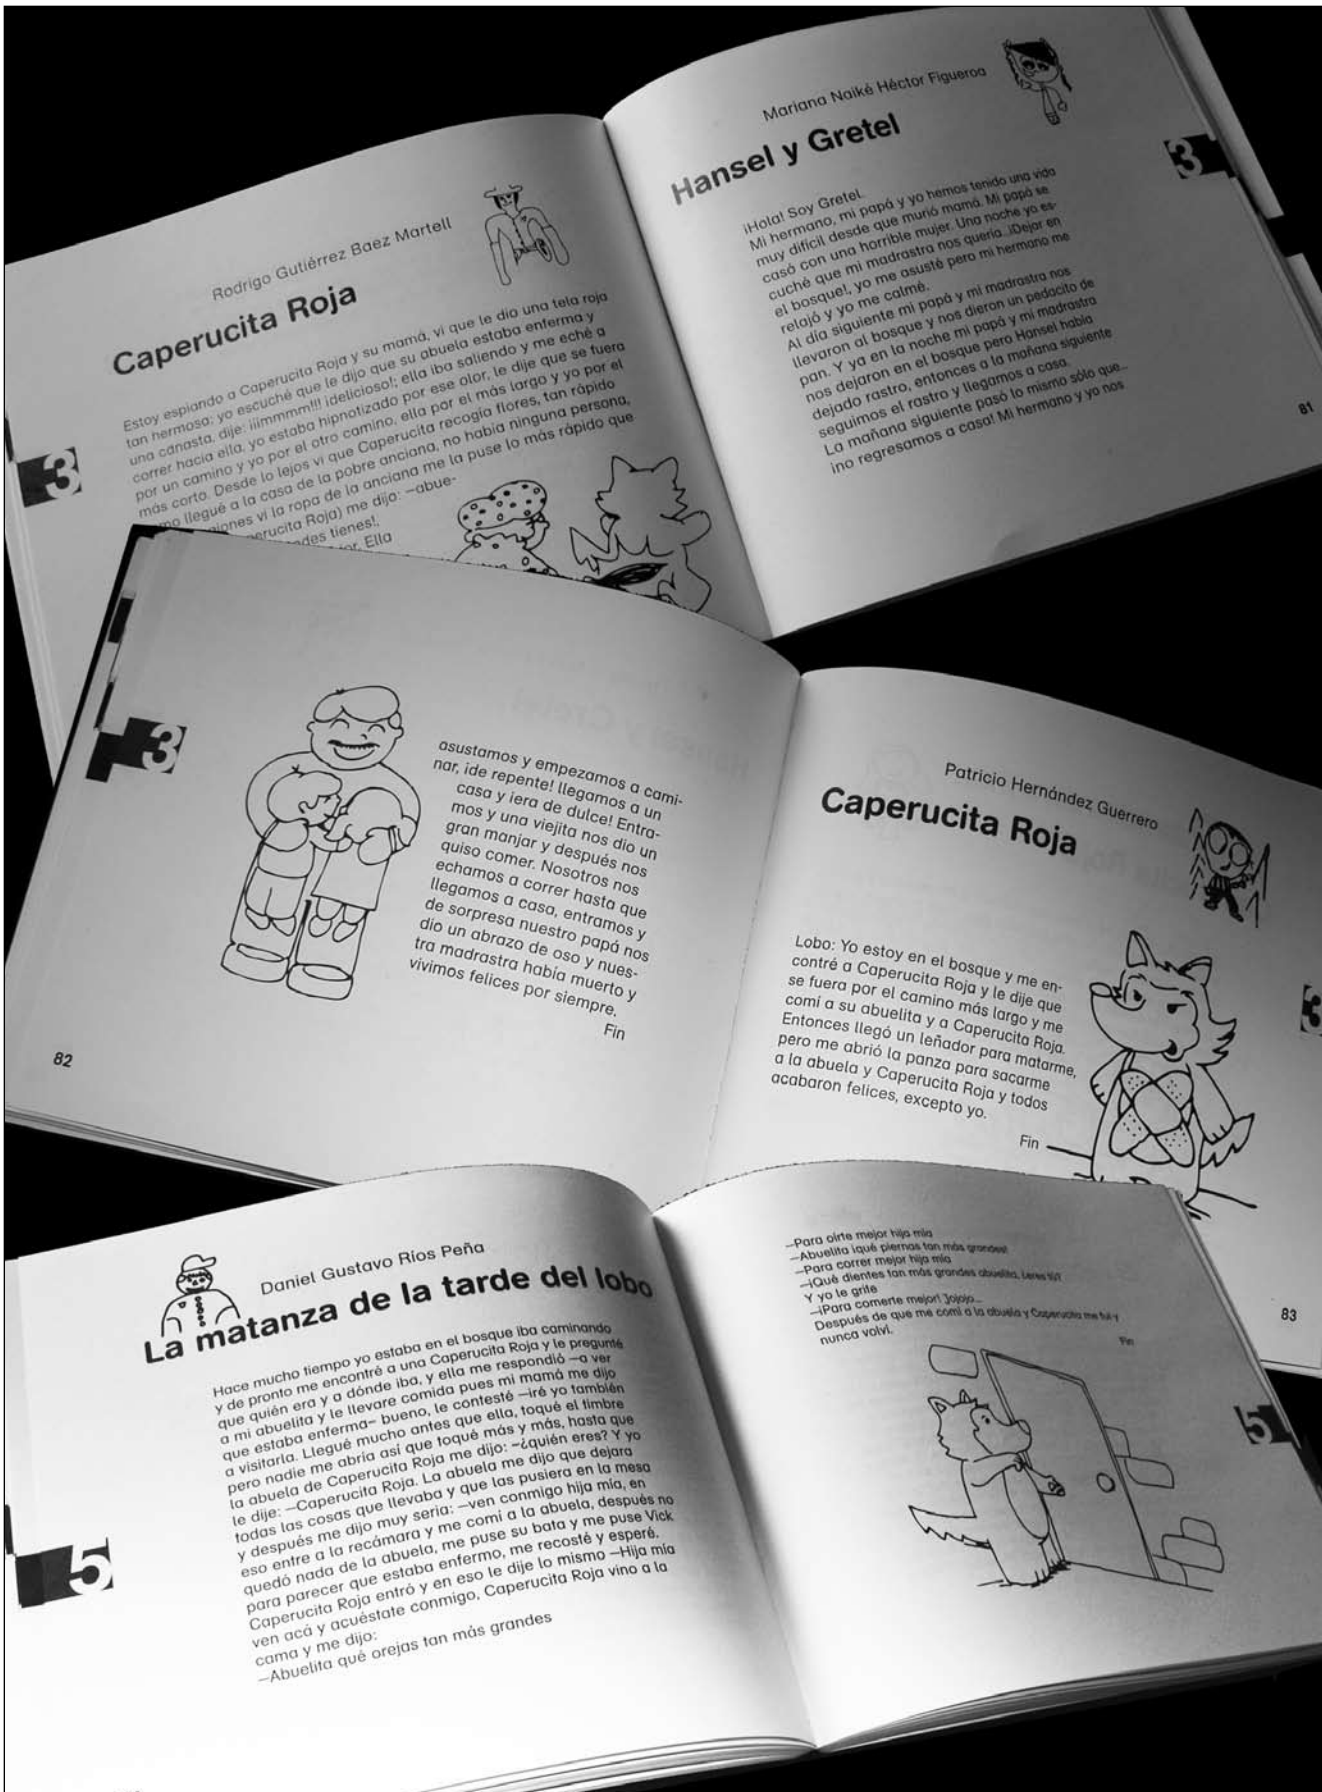 Rodrigo Gutiérrez Baez Martell
Caperucita Roja
Estoy espiando a Caperucita Roja y su mamá, vi que le dio una tela roja
tan hermosa; yo escuché que le dijo que su abuela estaba enferma y
una canasta, dije: ¡¡¡mmmm!!! ¡delicioso!; ella iba saliendo y me eché a
correr hacia ella, yo estaba hipnotizado por ese olor, le dije que se fuera
por un camino y yo por el otro camino, ella por el más largo y yo por el
más corto. Desde lo lejos vi que Caperucita recogía flores, tan rápido
como llegué a la casa de la pobre anciana, no había ninguna persona,
vi la ropa de la anciana me la puse lo más rápido que
Roja) me dijo: —abue-
tienes!,
Ella
3
Mariana Naiké Héctor Figueroa
Hansel y Gretel
¡Hola! Soy Gretel.
Mi hermano, mi papá y yo hemos tenido una vida
muy difícil desde que murió mamá. Mi papá se
casó con una horrible mujer. Una noche yo es-
cuché que mi madrastra nos quería...¡Dejar en
el bosque!, yo me asusté pero mi hermano me
relajó y yo me calmé.
Al día siguiente mi papá y mi madrastra nos
llevaron al bosque y nos dieron un pedacito de
pan. Y ya en la noche mi papá y mi madrastra
nos dejaron en el bosque pero Hansel había
dejado rastro, entonces a la mañana siguiente
seguimos el rastro y llegamos a casa.
La mañana siguiente pasó lo mismo sólo que...
¡no regresamos a casa! Mi hermano y yo nos
3
81
3
asustamos y empezamos a cami-
nar, ¡de repente! llegamos a un
casa y ¡era de dulce! Entra-
mos y una viejita nos dio un
gran manjar y después nos
quiso comer. Nosotros nos
echamos a correr hasta que
llegamos a casa, entramos y
de sorpresa nuestro papá nos
dio un abrazo de oso y nues-
tra madrastra había muerto y
vivimos felices por siempre.
Fin
82
Patricio Hernández Guerrero
Caperucita Roja
Lobo: Yo estoy en el bosque y me en-
contré a Caperucita Roja y le dije que
se fuera por el camino más largo y me
comí a su abuelita y a Caperucita Roja.
Entonces llegó un leñador para matarme,
pero me abrió la panza para sacarme
a la abuela y Caperucita Roja y todos
acabaron felices, excepto yo.
Fin
3
83
Daniel Gustavo Ríos Peña
La matanza de la tarde del lobo
Hace mucho tiempo yo estaba en el bosque iba caminando
y de pronto me encontré a una Caperucita Roja y le pregunté
que quién era y a dónde iba, y ella me respondió —a ver
a mi abuelita y le llevare comida pues mi mamá me dijo
que estaba enferma— bueno, le contesté —iré yo también
a visitarla. Llegué mucho antes que ella, toqué el timbre
pero nadie me abría así que toqué más y más, hasta que
la abuela de Caperucita Roja me dijo: —¿quién eres? Y yo
le dije: —Caperucita Roja. La abuela me dijo que dejara
todas las cosas que llevaba y que las pusiera en la mesa
y después me dijo muy seria: —ven conmigo hija mía, en
eso entre a la recámara y me comí a la abuela, después no
quedó nada de la abuela, me puse su bata y me puse Vick
para parecer que estaba enfermo, me recosté y esperé.
Caperucita Roja entró y en eso le dije lo mismo —Hija mía
ven acá y acuéstate conmigo, Caperucita Roja vino a la
cama y me dijo:
—Abuelita qué orejas tan más grandes
5
—Para oírte mejor hija mía
—Abuelita ¡qué piernas tan más grandes!
—Para correr mejor hija mía
—¡Qué dientes tan más grandes abuelita, ¿eres tú?
Y yo le grite
—¡Para comerte mejor! Jojojo...
Después de que me comí a la abuela y Caperucita me fui y
nunca volví.
Fin
5